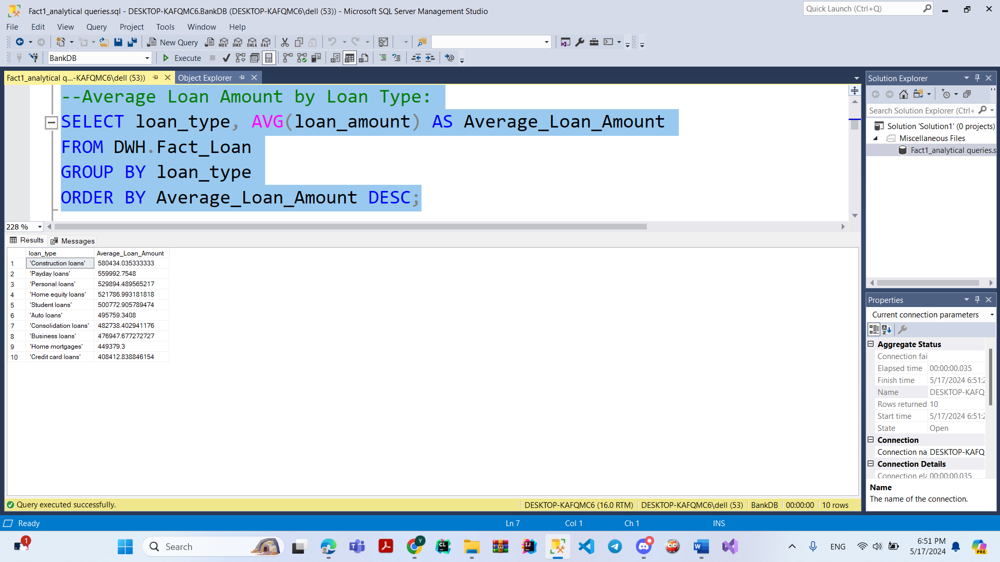 Fact1_analytical queries.sql - DESKTOP-KAFQMC6.BankDB (DESKTOP-KAFQMC6\dell (53)) - Microsoft SQL Server Management Studio
Quick Launch (Ctrl+Q)
File Edit View Query Project Tools Window Help
New Query MDX DMX XMLA DAX
BankDB Execute
Fact1_analytical q...-KAFQMC6\dell (53))
Object Explorer
--Average Loan Amount by Loan Type:
SELECT loan_type, AVG(loan_amount) AS Average_Loan_Amount
FROM DWH.Fact_Loan
GROUP BY loan_type
ORDER BY Average_Loan_Amount DESC;
228 %
Results Messages
loan_type Average_Loan_Amount
1 'Construction loans' 580434.035333333
2 'Payday loans' 559992.7548
3 'Personal loans' 529894.489565217
4 'Home equity loans' 521786.993181818
5 'Student loans' 500772.905789474
6 'Auto loans' 495759.3408
7 'Consolidation loans' 482738.402941176
8 'Business loans' 476947.677272727
9 'Home mortgages' 449379.3
10 'Credit card loans' 408412.838846154
Query executed successfully.
DESKTOP-KAFQMC6 (16.0 RTM) DESKTOP-KAFQMC6\dell (53) BankDB 00:00:00 10 rows
Solution Explorer
Search Solution Explorer (Ctrl+
Solution 'Solution1' (0 projects)
Miscellaneous Files
Fact1_analytical queries.s
Properties
Current connection parameters
Aggregate Status
Connection fai
Elapsed time 00:00:00.035
Finish time 5/17/2024 6:51:2
Name DESKTOP-KAFQ
Rows returned 10
Start time 5/17/2024 6:51:2
State Open
Connection
Connection na DESKTOP-KAFQ
Connection Details
Connection ela 00:00:00.035
Name
The name of the connection.
Ready Ln 7 Col 1 Ch 1 INS
1
Search
CL
Y
IJ
ENG
6:51 PM
5/17/2024
PRE